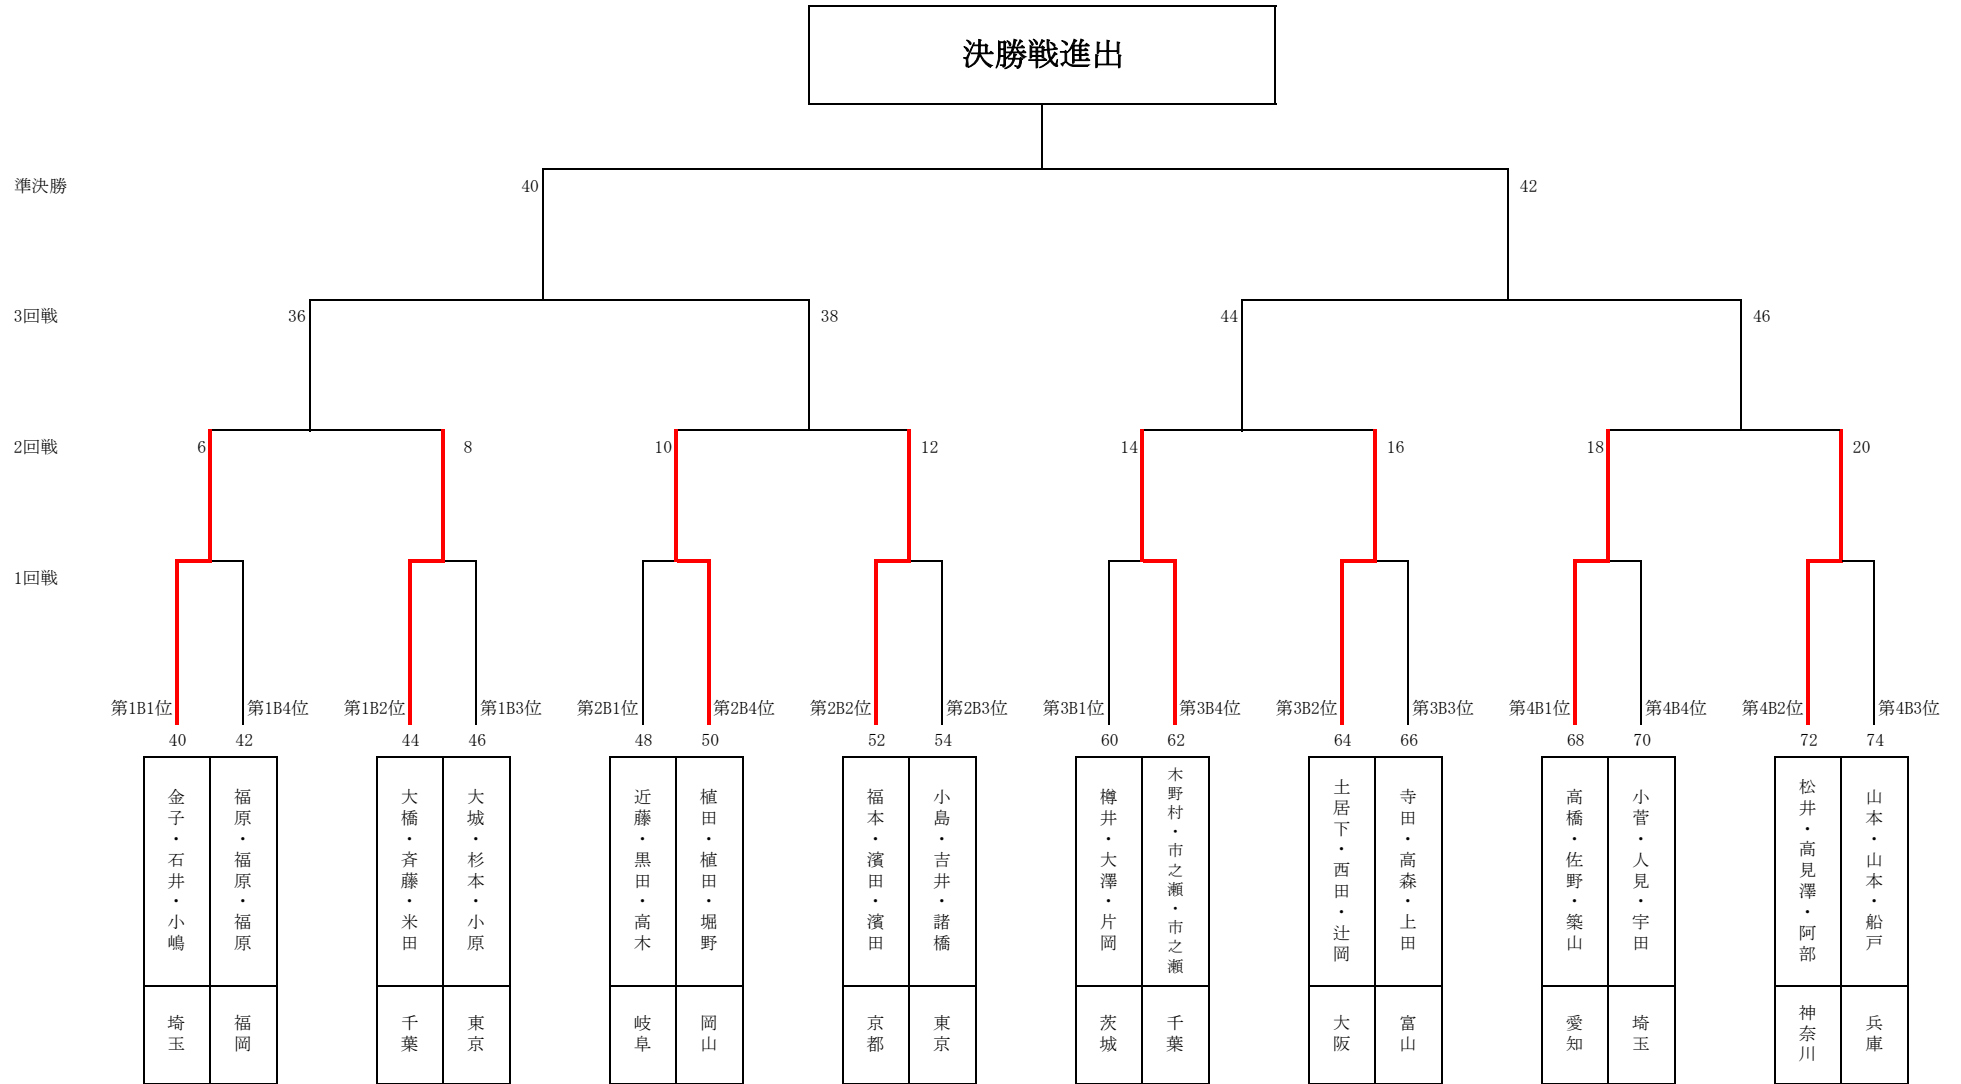 決勝戦進出
準決勝
40
42
3回戦
36
38
44
46
2回戦
6
8
10
12
14
16
18
20
1回戦
第1B1位
第1B4位
第1B2位
第1B3位
第2B1位
第2B4位
第2B2位
第2B3位
第3B1位
第3B4位
第3B2位
第3B3位
第4B1位
第4B4位
第4B2位
第4B3位
40
42
44
46
48
50
52
54
60
62
64
66
68
70
72
74
金子・石井・小嶋
福原・福原・福原
大橋・斉藤・米田
大城・杉本・小原
近藤・黒田・高木
植田・植田・堀野
福本・濱田・濱田
小島・吉井・諸橋
樽井・大澤・片岡
木野村・市之瀬・市之瀬
土居下・西田・辻岡
寺田・高森・上田
高橋・佐野・築山
小菅・人見・宇田
松井・高見澤・阿部
山本・山本・船戸
埼玉
福岡
千葉
東京
岐阜
岡山
京都
東京
茨城
千葉
大阪
富山
愛知
埼玉
神奈川
兵庫